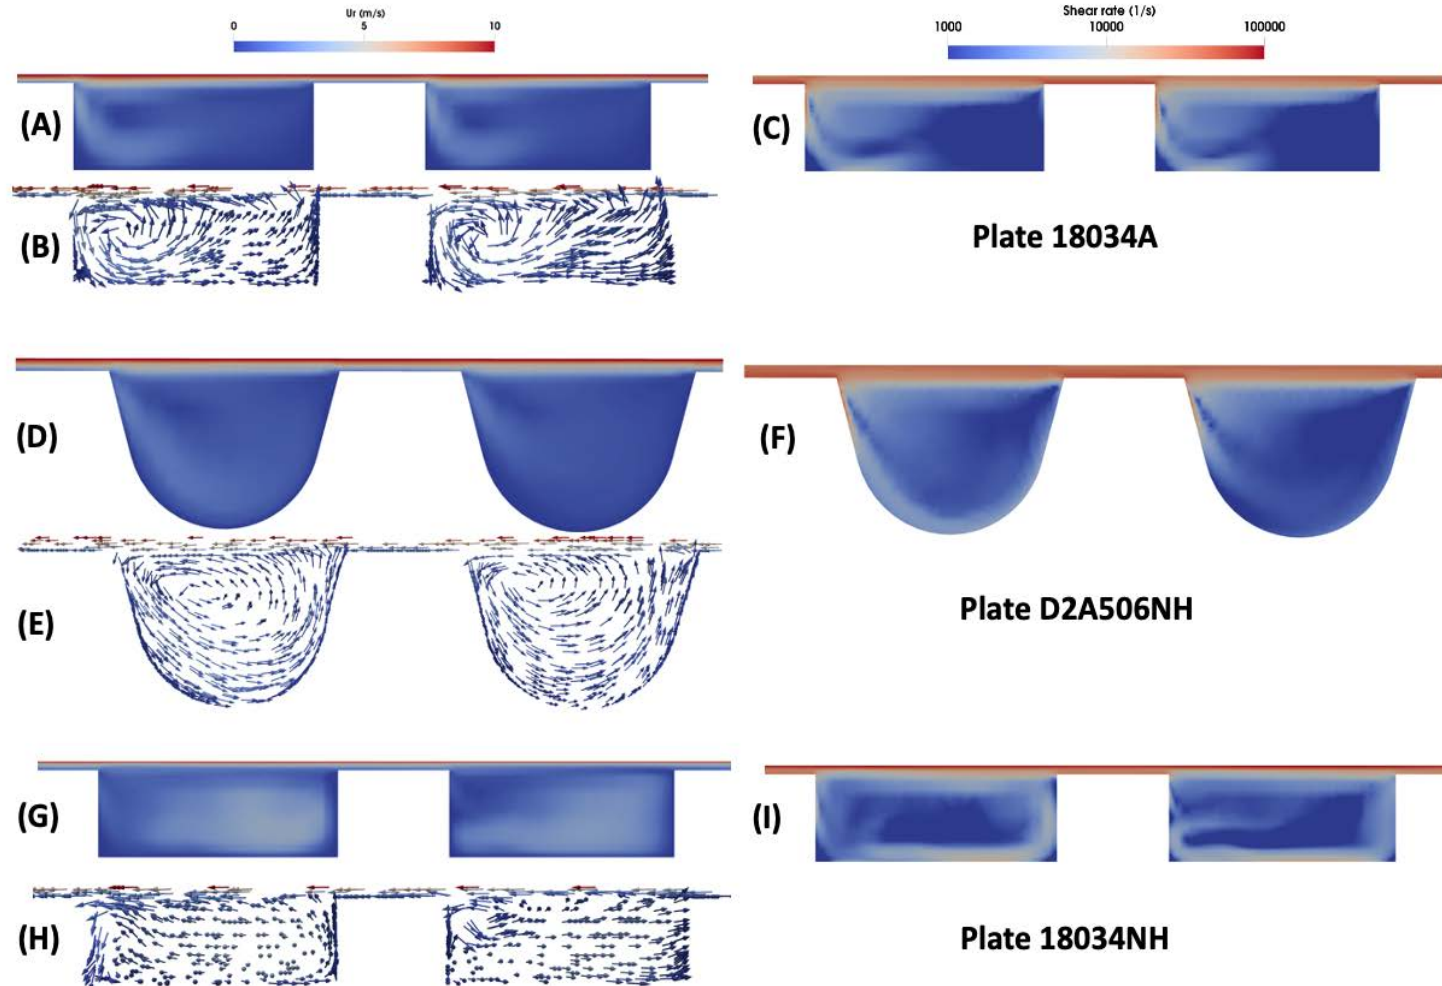 Ur (m/s)
0 5 10
Shear rate (1/s)
1000 10000 100000
(A)
(C)
(B)
Plate 18034A
(D)
(F)
(E)
Plate D2A506NH
(G)
(I)
(H)
Plate 18034NH